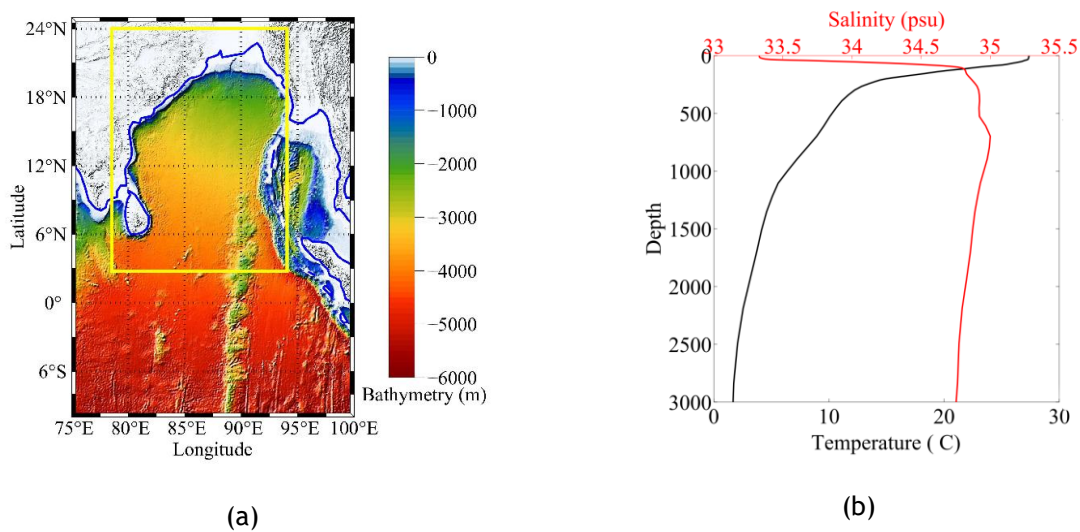 24°N
18°N
12°N
6°N
0°
6°S
Latitude
75°E 80°E 85°E 90°E 95°E 100°E
Longitude
0
−1000
−2000
−3000
−4000
−5000
−6000
Bathymetry (m)
(a)
Salinity (psu)
33 33.5 34 34.5 35 35.5
0
500
1000
1500
2000
2500
3000
Depth
0 10 20 30
Temperature ( C)
(b)